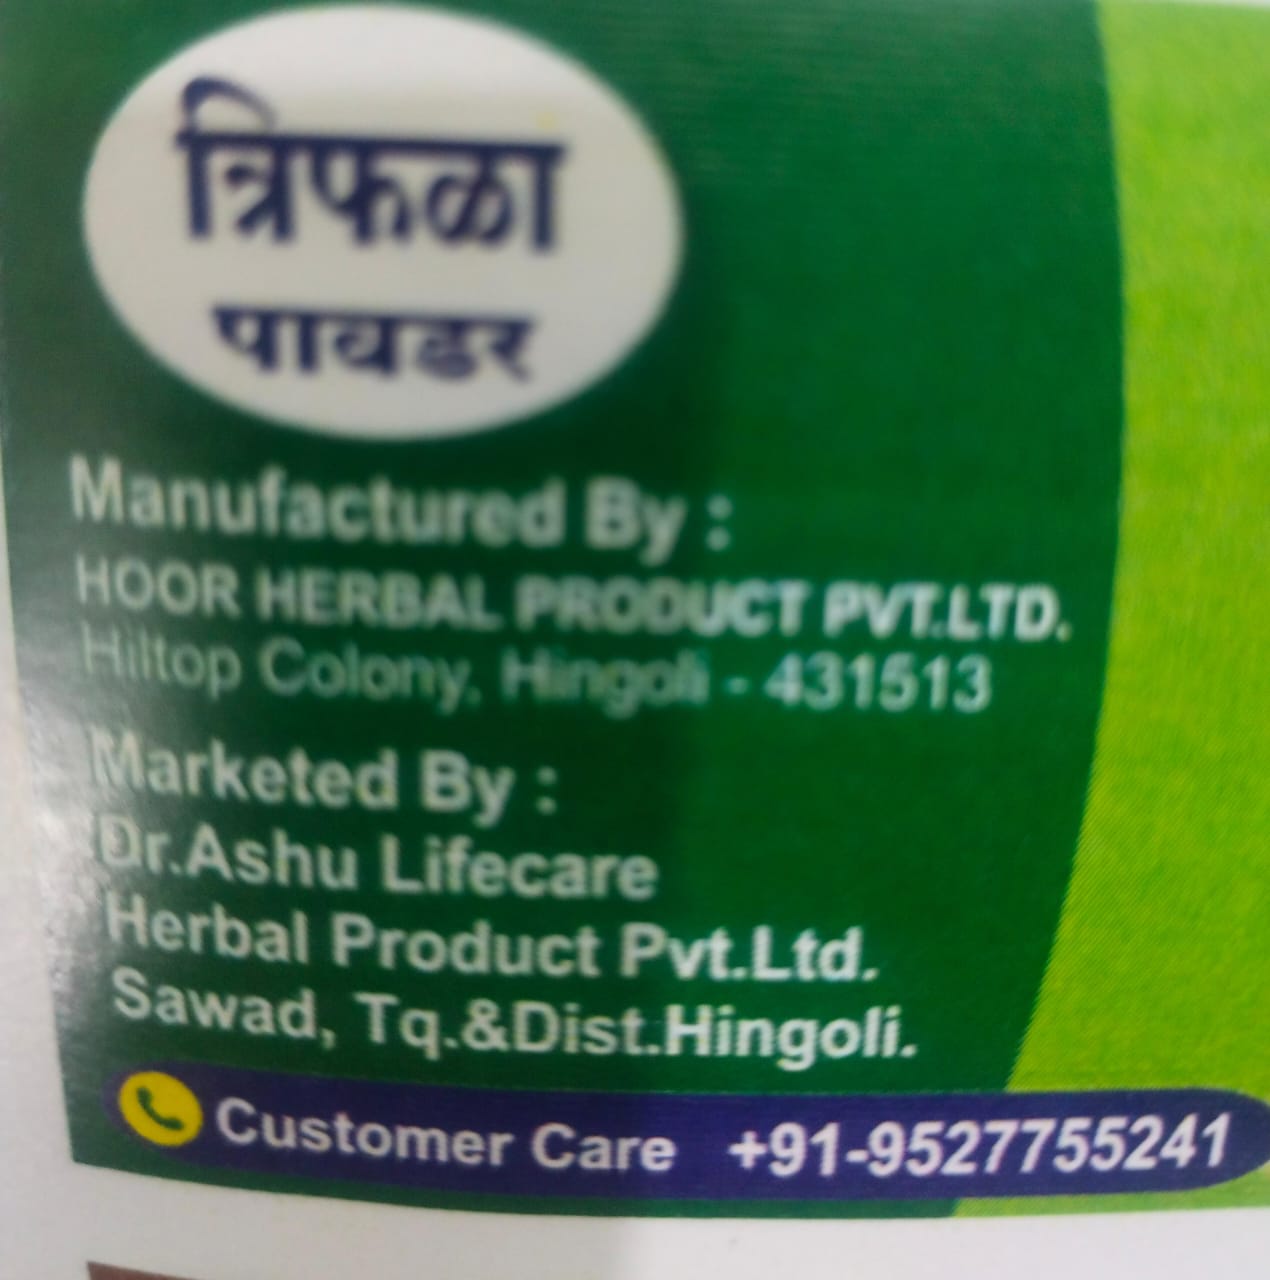 त्रिफळा
पावडर
Manufactured By :
HOOR HERBAL PRODUCT PVT.LTD.
Hiltop Colony, Hingoli - 431513
Marketed By :
Dr.Ashu Lifecare
Herbal Product Pvt.Ltd.
Sawad, Tq.&Dist.Hingoli.
Customer Care +91-9527755241